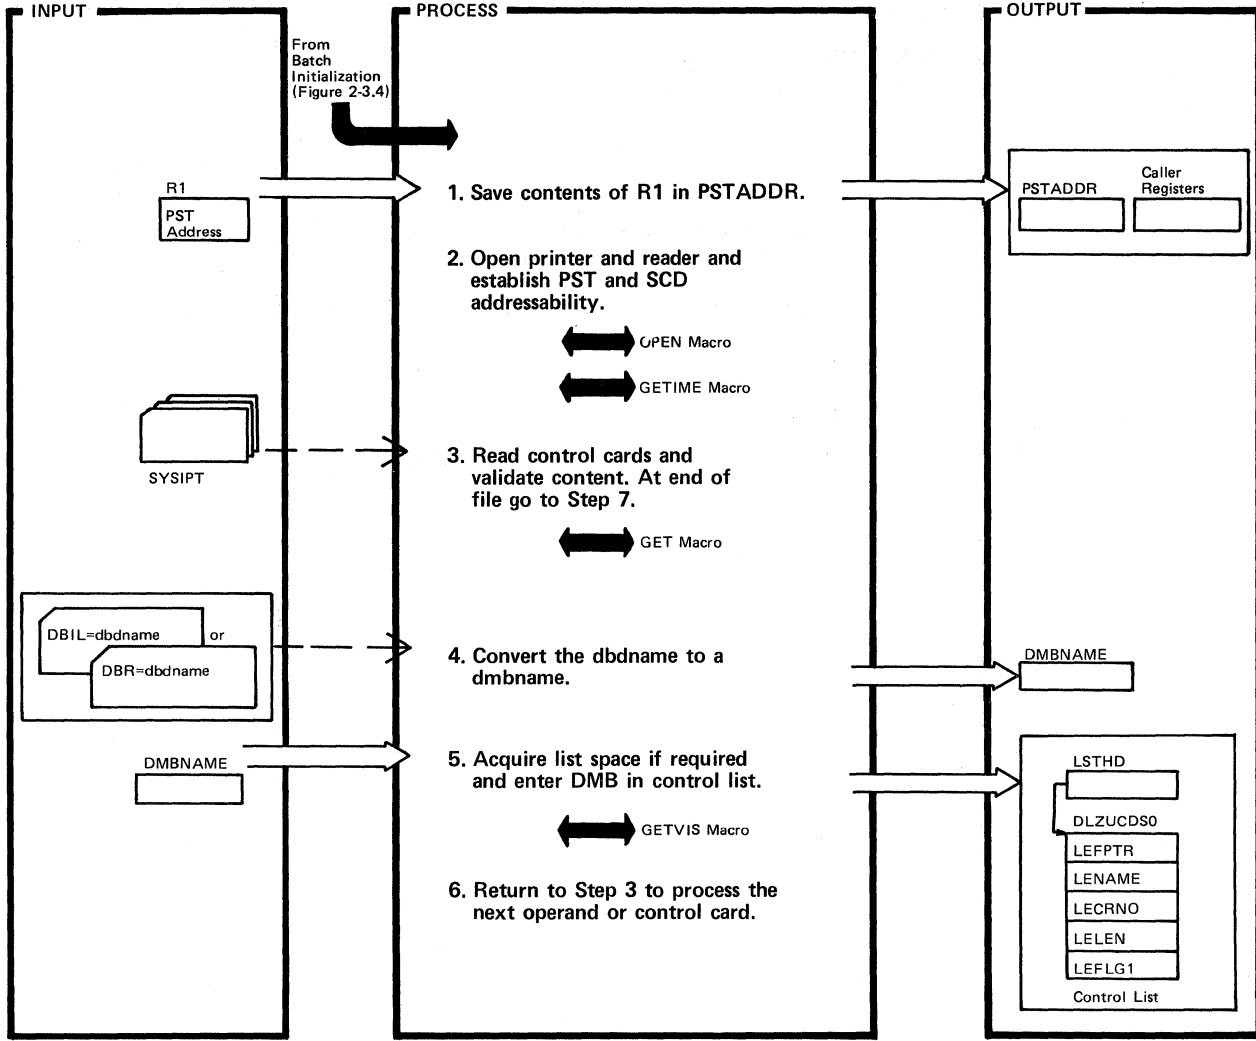 INPUT
PROCESS
OUTPUT
From
Batch
Initialization
(Figure 2-3.4)
R1
PST
Address
1. Save contents of R1 in PSTADDR.
PSTADDR
Caller
Registers
2. Open printer and reader and
establish PST and SCD
addressability.
OPEN Macro
GETIME Macro
SYSIPT
3. Read control cards and
validate content. At end of
file go to Step 7.
GET Macro
DBIL=dbdname
or
DBR=dbdname
4. Convert the dbdname to a
dmbname.
DMBNAME
DMBNAME
5. Acquire list space if required
and enter DMB in control list.
GETVIS Macro
LSTHD
DLZUCDS0
LEFPTR
LENAME
LECRNO
LELEN
LEFLG1
Control List
6. Return to Step 3 to process the
next operand or control card.